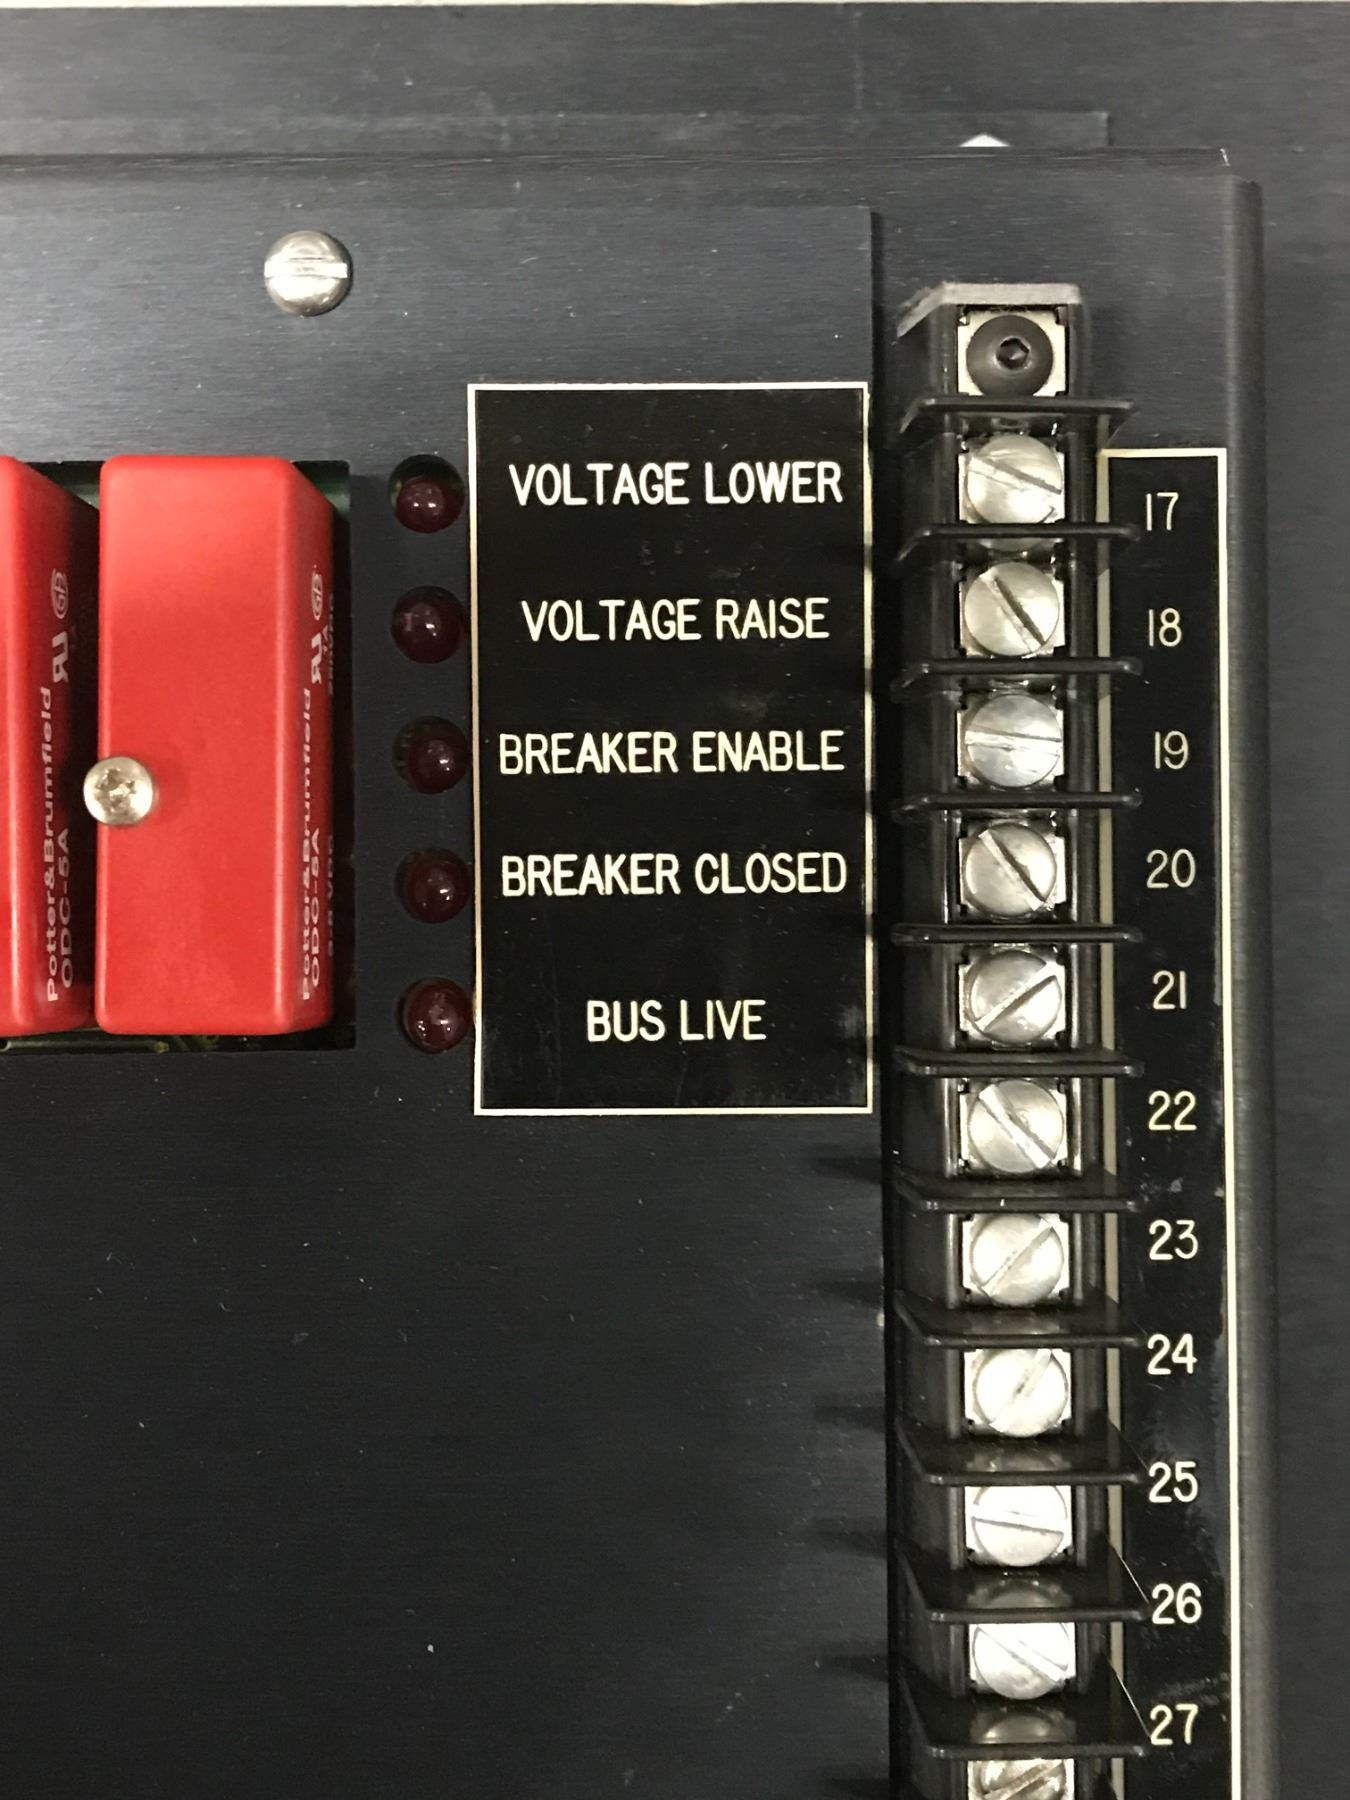 VOLTAGE LOWER
VOLTAGE RAISE
BREAKER ENABLE
BREAKER CLOSED
BUS LIVE
17
18
19
20
21
22
23
24
25
26
27
Potter&Brumfield
ODC-5A
Potter&Brumfield
ODC-5A